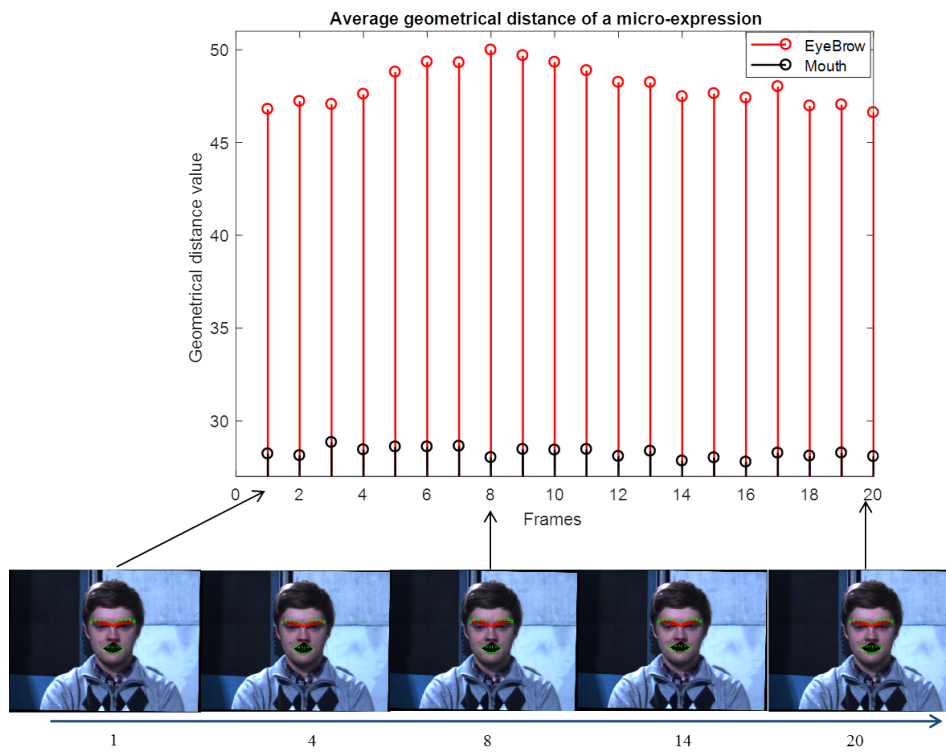 Average geometrical distance of a micro-expression
EyeBrow
Mouth
Geometrical distance value
50
45
40
35
30
0 2 4 6 8 10 12 14 16 18 20
Frames
1 4 8 14 20